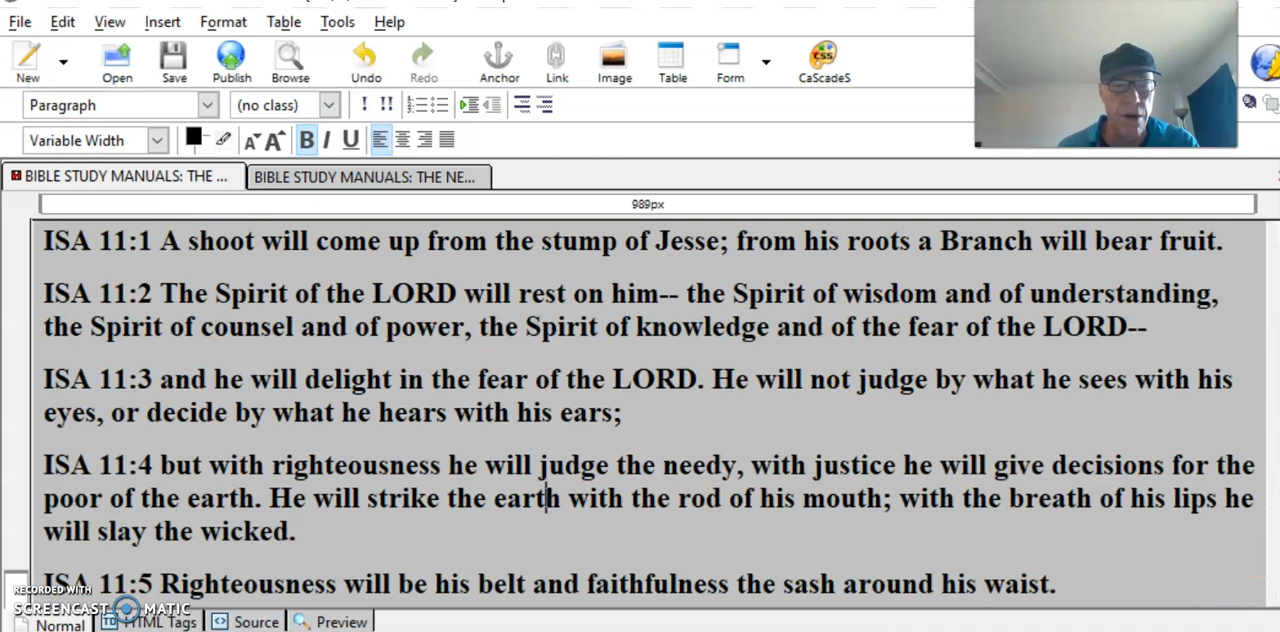 File Edit View Insert Format Table Tools Help
New Open Save Publish Browse Undo Redo Anchor Link Image Table Form CaScadeS
Paragraph (no class) ! !!
Variable Width A A B I U
BIBLE STUDY MANUALS: THE ... BIBLE STUDY MANUALS: THE NE...
989px
ISA 11:1 A shoot will come up from the stump of Jesse; from his roots a Branch will bear fruit.
ISA 11:2 The Spirit of the LORD will rest on him-- the Spirit of wisdom and of understanding,
the Spirit of counsel and of power, the Spirit of knowledge and of the fear of the LORD--
ISA 11:3 and he will delight in the fear of the LORD. He will not judge by what he sees with his
eyes, or decide by what he hears with his ears;
ISA 11:4 but with righteousness he will judge the needy, with justice he will give decisions for the
poor of the earth. He will strike the earth with the rod of his mouth; with the breath of his lips he
will slay the wicked.
ISA 11:5 Righteousness will be his belt and faithfulness the sash around his waist.
RECORDED WITH
SCREENCAST MATIC
Normal TD HTML Tags Source Preview